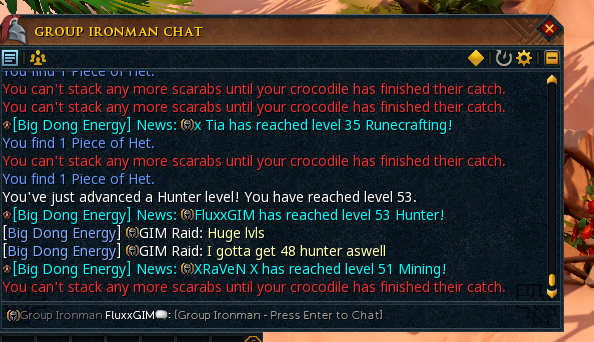 GROUP IRONMAN CHAT
You find 1 Piece of Het.
You can't stack any more scarabs until your crocodile has finished their catch.
You can't stack any more scarabs until your crocodile has finished their catch.
[Big Dong Energy] News: x Tia has reached level 35 Runecrafting!
You find 1 Piece of Het.
You can't stack any more scarabs until your crocodile has finished their catch.
You find 1 Piece of Het.
You've just advanced a Hunter level! You have reached level 53.
[Big Dong Energy] News: FluxxGIM has reached level 53 Hunter!
[Big Dong Energy] GIM Raid: Huge lvls
[Big Dong Energy] GIM Raid: I gotta get 48 hunter aswell
[Big Dong Energy] News: XRaVeN X has reached level 51 Mining!
You can't stack any more scarabs until your crocodile has finished their catch.
Group Ironman FluxxGIM: [Group Ironman - Press Enter to Chat]